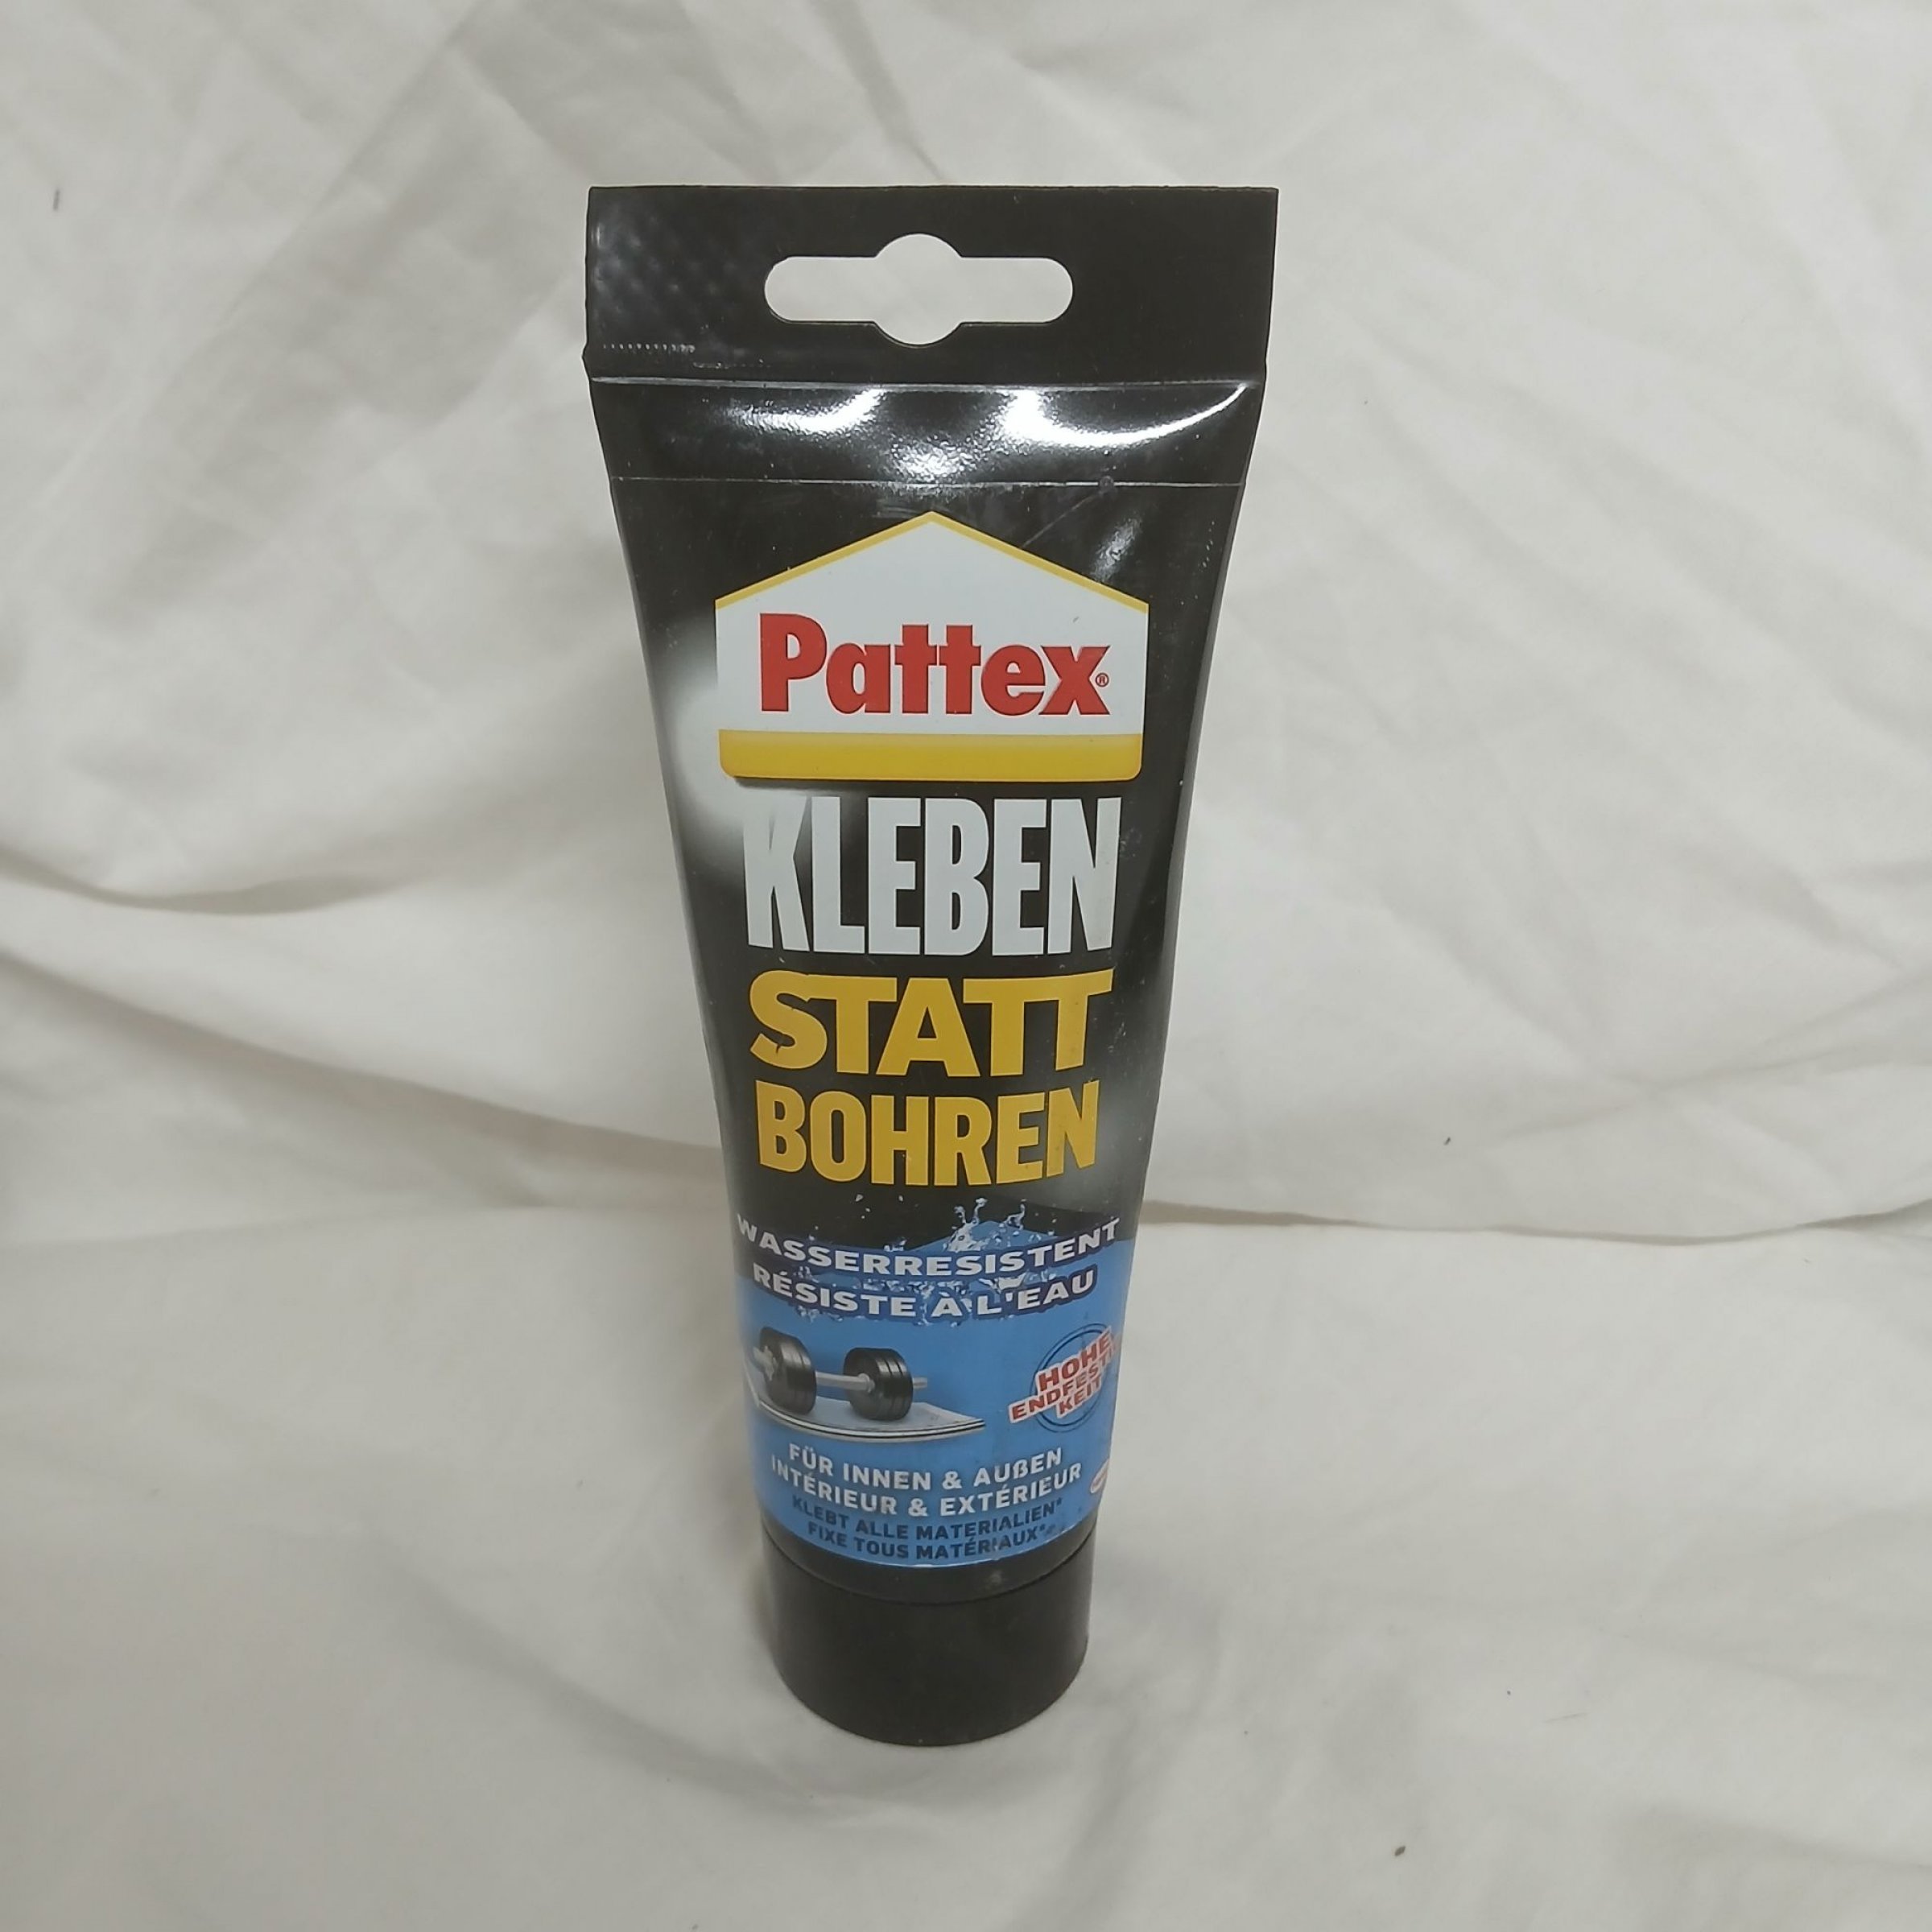 Pattex®
KLEBEN
STATT
BOHREN
WASSERRESISTENT
RÉSISTE À L'EAU
HOHE
ENDFESTI
KEIT
FÜR INNEN & AUßEN
INTÉRIEUR & EXTÉRIEUR
KLEBT ALLE MATERIALIEN*
FIXE TOUS MATÉRIAUX*